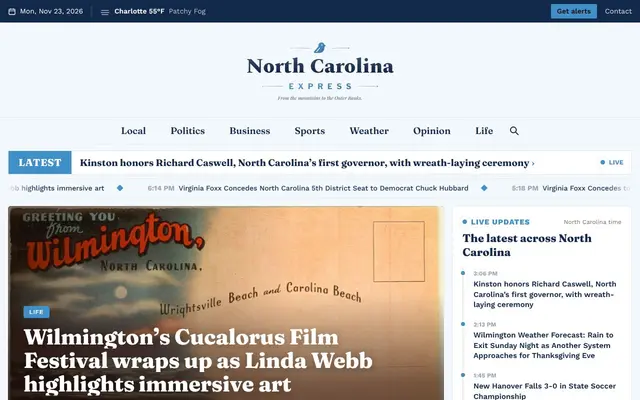 Mon, Nov 23, 2026
Charlotte 55°F Patchy Fog
Get alerts
Contact
North Carolina
EXPRESS
From the mountains to the Outer Banks.
Local Politics Business Sports Weather Opinion Life
LATEST
Kinston honors Richard Caswell, North Carolina's first governor, with wreath-laying ceremony ›
LIVE
highlights immersive art
6:14 PM Virginia Foxx Concedes North Carolina 5th District Seat to Democrat Chuck Hubbard
5:18 PM Virginia Foxx Concedes
GREETING YOU
from
Wilmington,
NORTH CAROLINA,
Wrightsville Beach and Carolina Beach
LIFE
Wilmington's Cucalorus Film
Festival wraps up as Linda Webb
highlights immersive art
LIVE UPDATES
North Carolina time
The latest across North
Carolina
3:06 PM
Kinston honors Richard Caswell, North
Carolina's first governor, with wreath-
laying ceremony
2:12 PM
Wilmington Weather Forecast: Rain to
Exit Sunday Night as Another System
Approaches for Thanksgiving Eve
1:45 PM
New Hanover Falls 3-0 in State Soccer
Championship